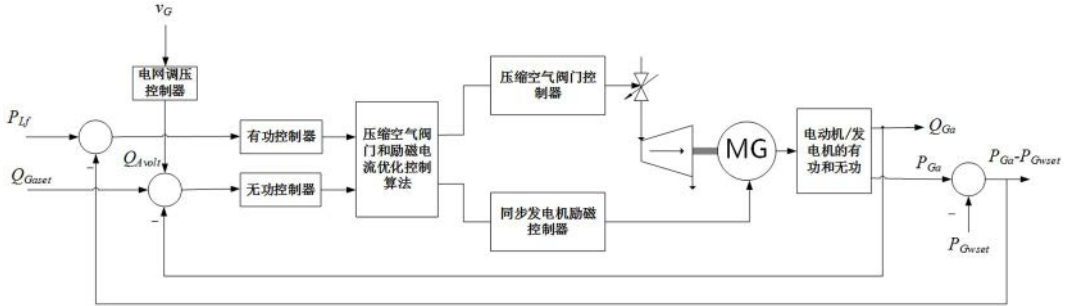 v_G
电网调压
控制器
P_Lf
Q_Avolt
Q_Gaset
有功控制器
无功控制器
压缩空气阀
门和励磁电
流优化控制
算法
压缩空气阀门控
制器
同步发电机励磁
控制器
MG
电动机/发
电机的有
功和无功
Q_Ga
P_Ga
P_Ga-P_Gwset
P_Gwset